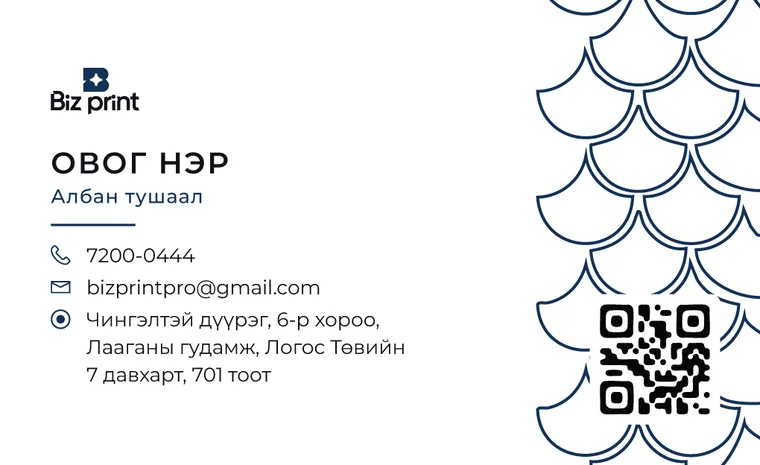 Biz print
ОВОГ НЭР
Албан тушаал
7200-0444
bizprintpro@gmail.com
Чингэлтэй дүүрэг, 6-р хороо,
Лааганы гудамж, Логос Төвийн
7 давхарт, 701 тоот